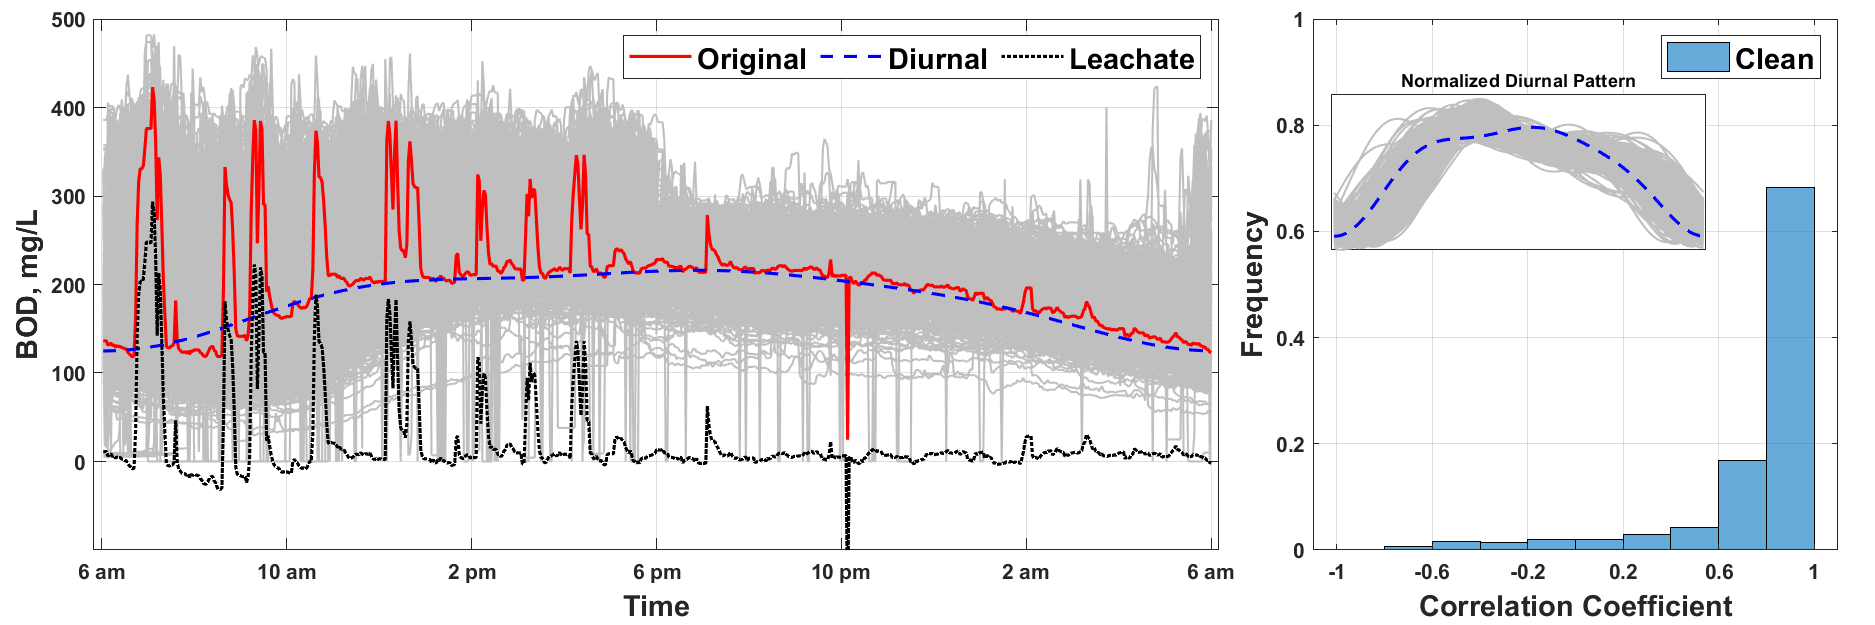 500
400
300
200
100
0
BOD, mg/L
Original Diurnal Leachate
6 am 10 am 2 pm 6 pm 10 pm 2 am 6 am
Time
1
0.8
0.6
0.4
0.2
0
Frequency
Clean
Normalized Diurnal Pattern
-1 -0.6 -0.2 0.2 0.6 1
Correlation Coefficient